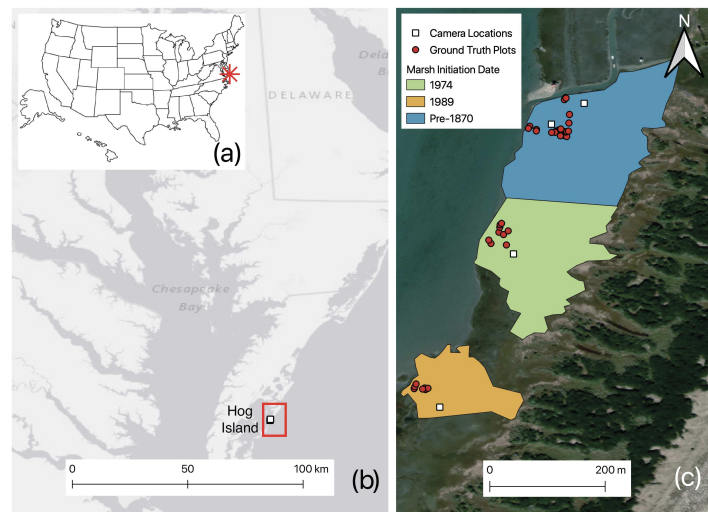 (a)
DELAWARE
Chesapeake
Bay
Hog
Island
0 50 100 km
(b)
N
Camera Locations
Ground Truth Plots
Marsh Initiation Date
1974
1989
Pre-1870
0 200 m
(c)